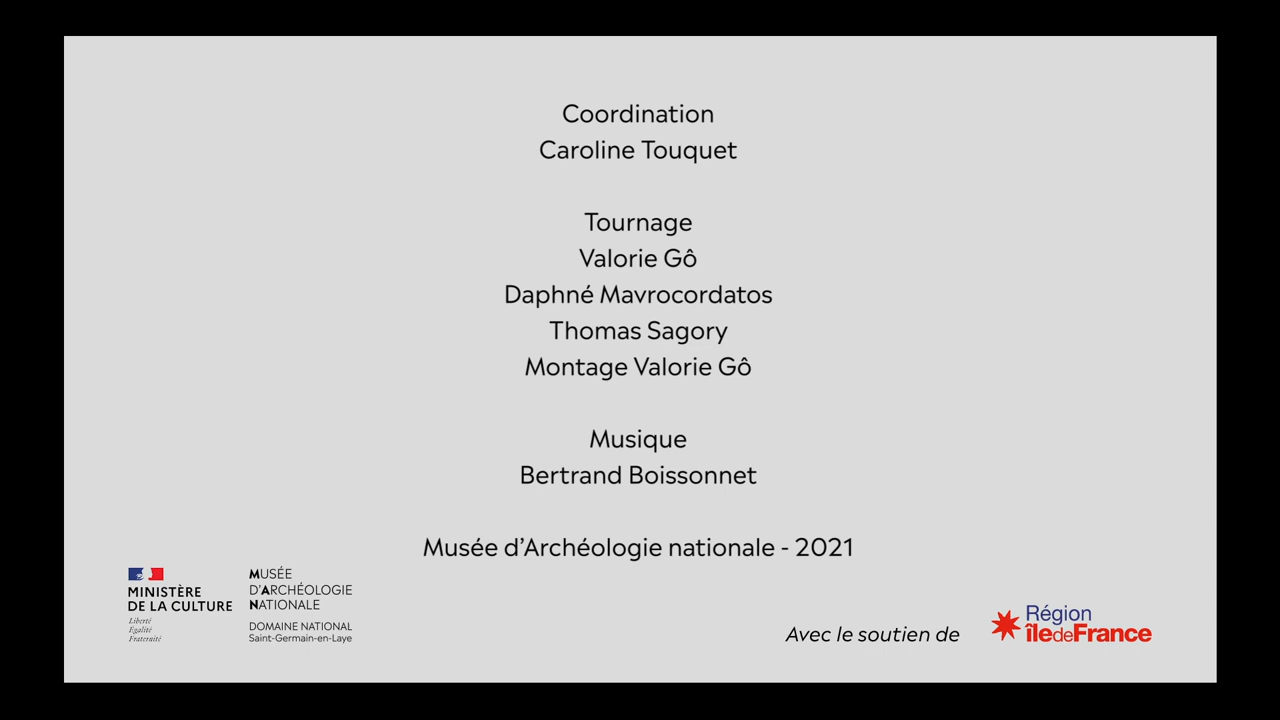 Coordination
Caroline Touquet
Tournage
Valorie Gô
Daphné Mavrocordatos
Thomas Sagory
Montage Valorie Gô
Musique
Bertrand Boissonnet
Musée d'Archéologie nationale - 2021
MINISTÈRE
DE LA CULTURE
Liberté
Égalité
Fraternité
MUSÉE
D'ARCHÉOLOGIE
NATIONALE
DOMAINE NATIONAL
Saint-Germain-en-Laye
Avec le soutien de
Région
îledeFrance